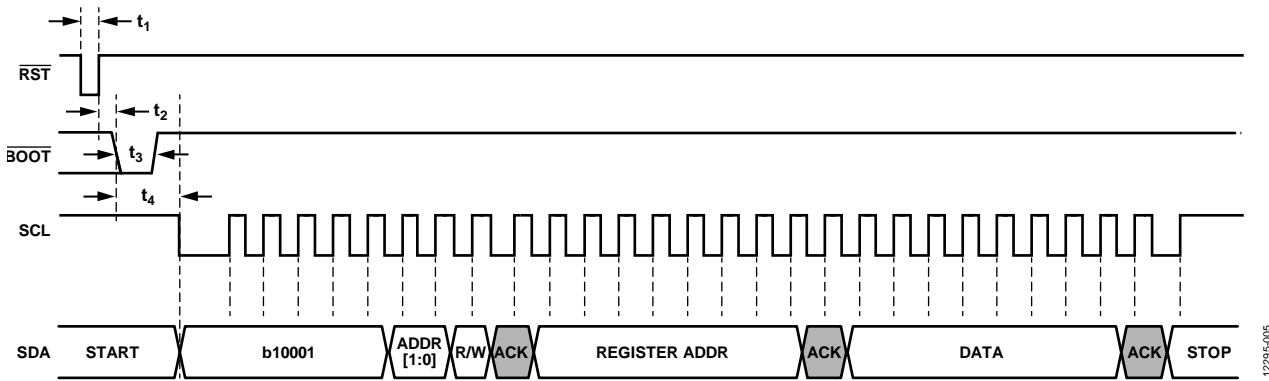 t1
RST
t2
BOOT
t3
t4
SCL
SDA START b10001 ADDR [1:0] R/W ACK REGISTER ADDR ACK DATA ACK STOP
12295-005